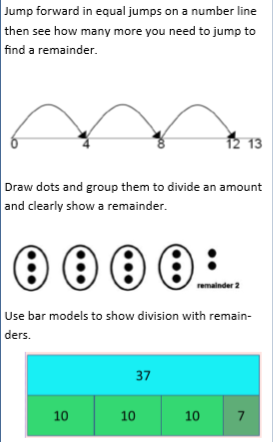 Jump forward in equal jumps on a number line
then see how many more you need to jump to
find a remainder.
0 4 8 12 13
Draw dots and group them to divide an amount
and clearly show a remainder.
remainder 2
Use bar models to show division with remain-
ders.
37
10 10 10 7